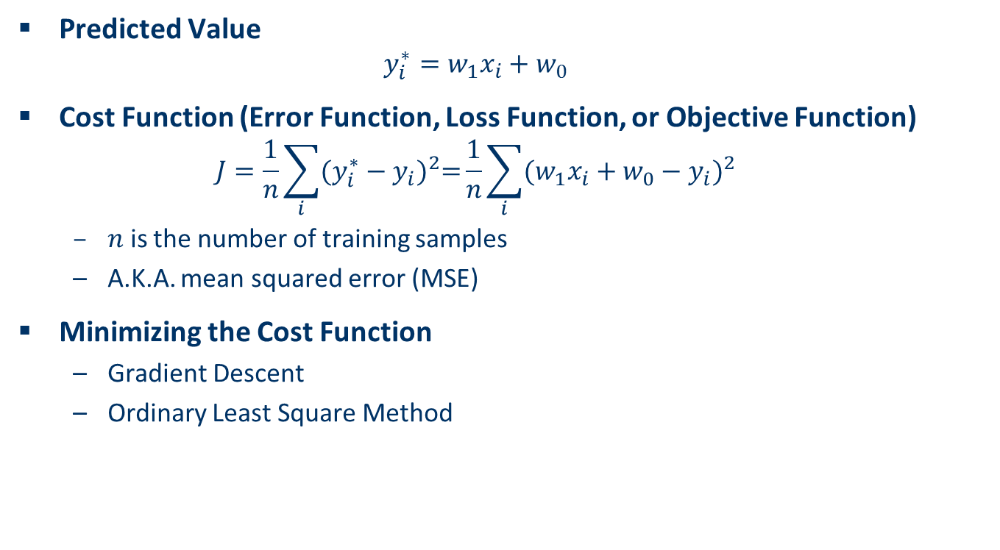 ▪ Predicted Value
$y_i^* = w_1 x_i + w_0$
▪ Cost Function (Error Function, Loss Function, or Objective Function)
$J = \frac{1}{n}\sum_i (y_i^* - y_i)^2 = \frac{1}{n}\sum_i (w_1 x_i + w_0 - y_i)^2$
– $n$ is the number of training samples
– A.K.A. mean squared error (MSE)
▪ Minimizing the Cost Function
– Gradient Descent
– Ordinary Least Square Method